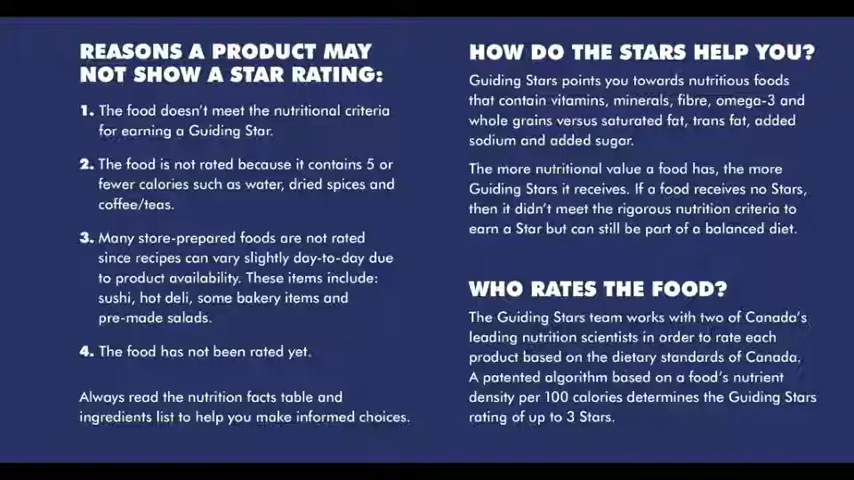 REASONS A PRODUCT MAY
NOT SHOW A STAR RATING:
1. The food doesn't meet the nutritional criteria
for earning a Guiding Star.
2. The food is not rated because it contains 5 or
fewer calories such as water, dried spices and
coffee/teas.
3. Many store-prepared foods are not rated
since recipes can vary slightly day-to-day due
to product availability. These items include:
sushi, hot deli, some bakery items and
pre-made salads.
4. The food has not been rated yet.
Always read the nutrition facts table and
ingredients list to help you make informed choices.
HOW DO THE STARS HELP YOU?
Guiding Stars points you towards nutritious foods
that contain vitamins, minerals, fibre, omega-3 and
whole grains versus saturated fat, trans fat, added
sodium and added sugar.
The more nutritional value a food has, the more
Guiding Stars it receives. If a food receives no Stars,
then it didn't meet the rigorous nutrition criteria to
earn a Star but can still be part of a balanced diet.
WHO RATES THE FOOD?
The Guiding Stars team works with two of Canada's
leading nutrition scientists in order to rate each
product based on the dietary standards of Canada.
A patented algorithm based on a food's nutrient
density per 100 calories determines the Guiding Stars
rating of up to 3 Stars.